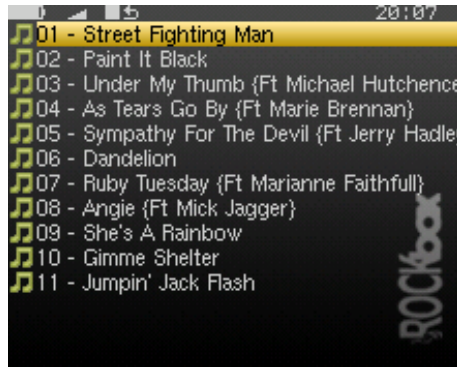 20:07
01 - Street Fighting Man
02 - Paint It Black
03 - Under My Thumb {Ft Michael Hutchence
04 - As Tears Go By {Ft Marie Brennan}
05 - Sympathy For The Devil {Ft Jerry Hadle
06 - Dandelion
07 - Ruby Tuesday {Ft Marianne Faithfull}
08 - Angie {Ft Mick Jagger}
09 - She's A Rainbow
10 - Gimme Shelter
11 - Jumpin' Jack Flash
ROCKbox